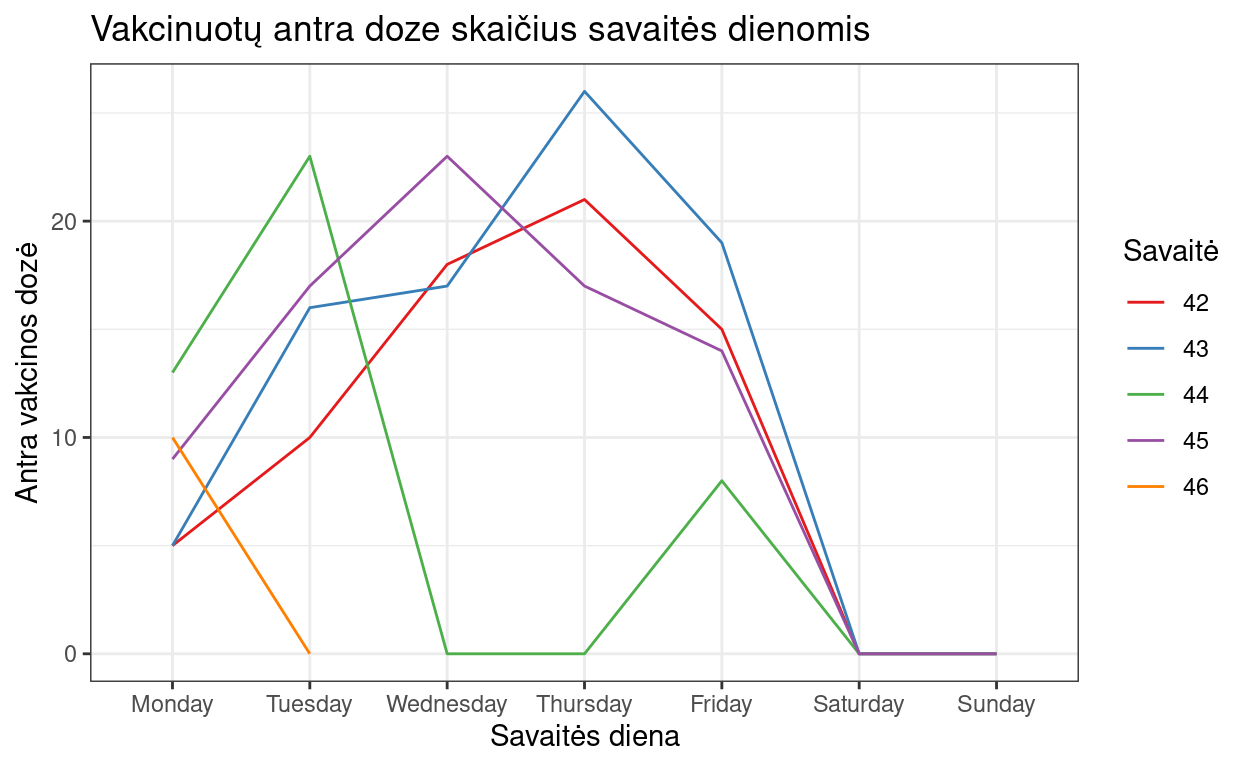 Vakcinuotų antra doze skaičius savaitės dienomis
Antra vakcinos dozė
20
10
0
Monday Tuesday Wednesday Thursday Friday Saturday Sunday
Savaitės diena
Savaitė
42
43
44
45
46